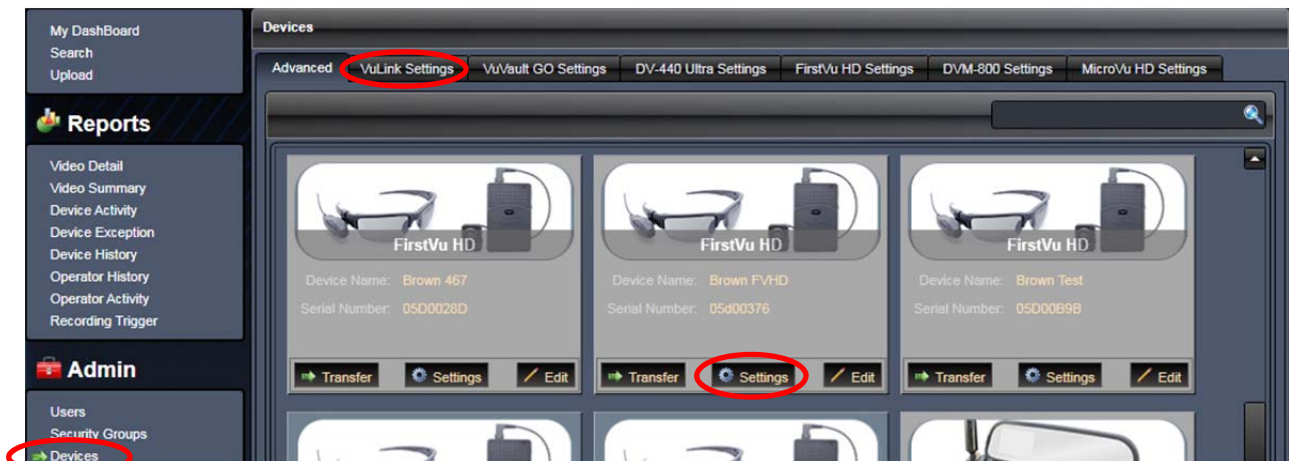 My DashBoard
Search
Upload
Reports
Video Detail
Video Summary
Device Activity
Device Exception
Device History
Operator History
Operator Activity
Recording Trigger
Admin
Users
Security Groups
Devices
Devices
Advanced VuLink Settings VuVault GO Settings DV-440 Ultra Settings FirstVu HD Settings DVM-800 Settings MicroVu HD Settings
FirstVu HD FirstVu HD FirstVu HD
Device Name: Brown 467 Device Name: Brown FVHD Device Name: Brown Test
Serial Number: 05D0028D Serial Number: 05d00376 Serial Number: 05D00B9B
Transfer Settings Edit Transfer Settings Edit Transfer Settings Edit